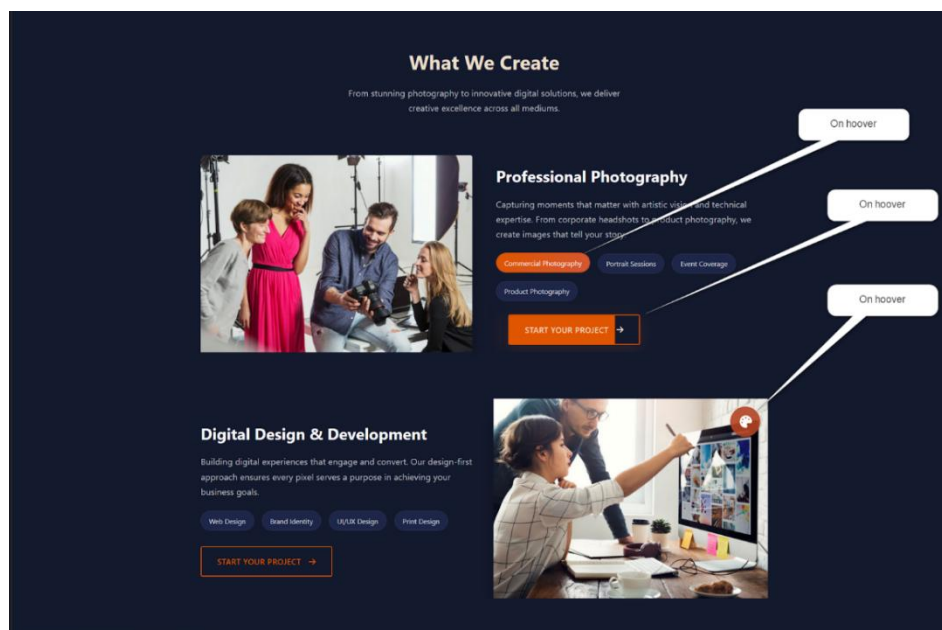 What We Create
From stunning photography to innovative digital solutions, we deliver
creative excellence across all mediums.
On hoover
Professional Photography
Capturing moments that matter with artistic vision and technical
expertise. From corporate headshots to product photography, we
create images that tell your story.
On hoover
Commercial Photography
Portrait Sessions
Event Coverage
Product Photography
On hoover
START YOUR PROJECT →
Digital Design & Development
Building digital experiences that engage and convert. Our design-first
approach ensures every pixel serves a purpose in achieving your
business goals.
Web Design
Brand Identity
UI/UX Design
Print Design
START YOUR PROJECT →